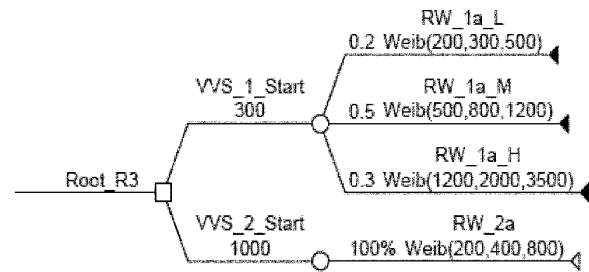 RW_1a_L
0.2 Weib(200,300,500)
VVS_1_Start
300
RW_1a_M
0.5 Weib(500,800,1200)
RW_1a_H
0.3 Weib(1200,2000,3500)
Root_R3
VVS_2_Start
1000
RW_2a
100% Weib(200,400,800)